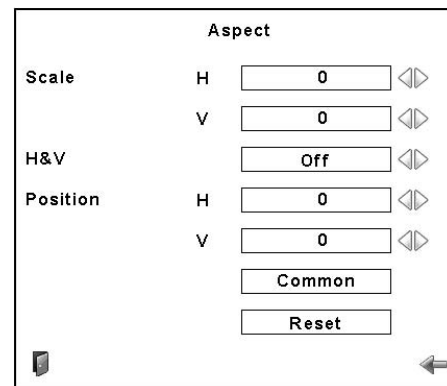 Aspect
Scale H 0
V 0
H&V Off
Position H 0
V 0
Common
Reset